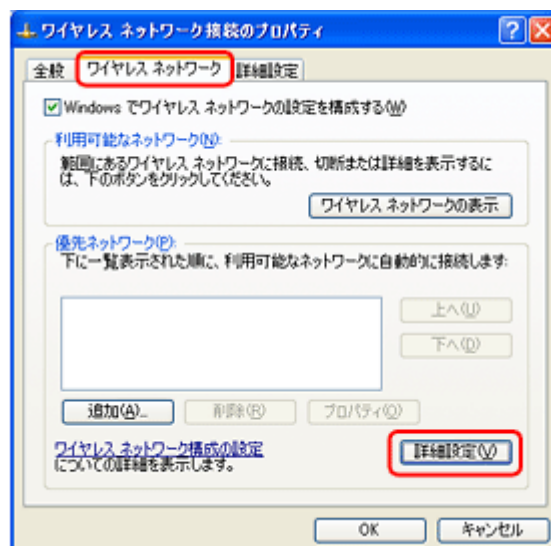 ワイヤレス ネットワーク接続のプロパティ
全般 ワイヤレス ネットワーク 詳細設定
Windows でワイヤレス ネットワークの設定を構成する(W)
利用可能なネットワーク(N):
範囲にあるワイヤレス ネットワークに接続、切断または詳細を表示するに
は、下のボタンをクリックしてください。
ワイヤレス ネットワークの表示
優先ネットワーク(P):
下に一覧表示された順に、利用可能なネットワークに自動的に接続します:
上へ(U)
下へ(D)
追加(A)...
削除(R)
プロパティ(O)
ワイヤレス ネットワーク構成の設定
についての詳細を表示します。
詳細設定(V)
OK
キャンセル